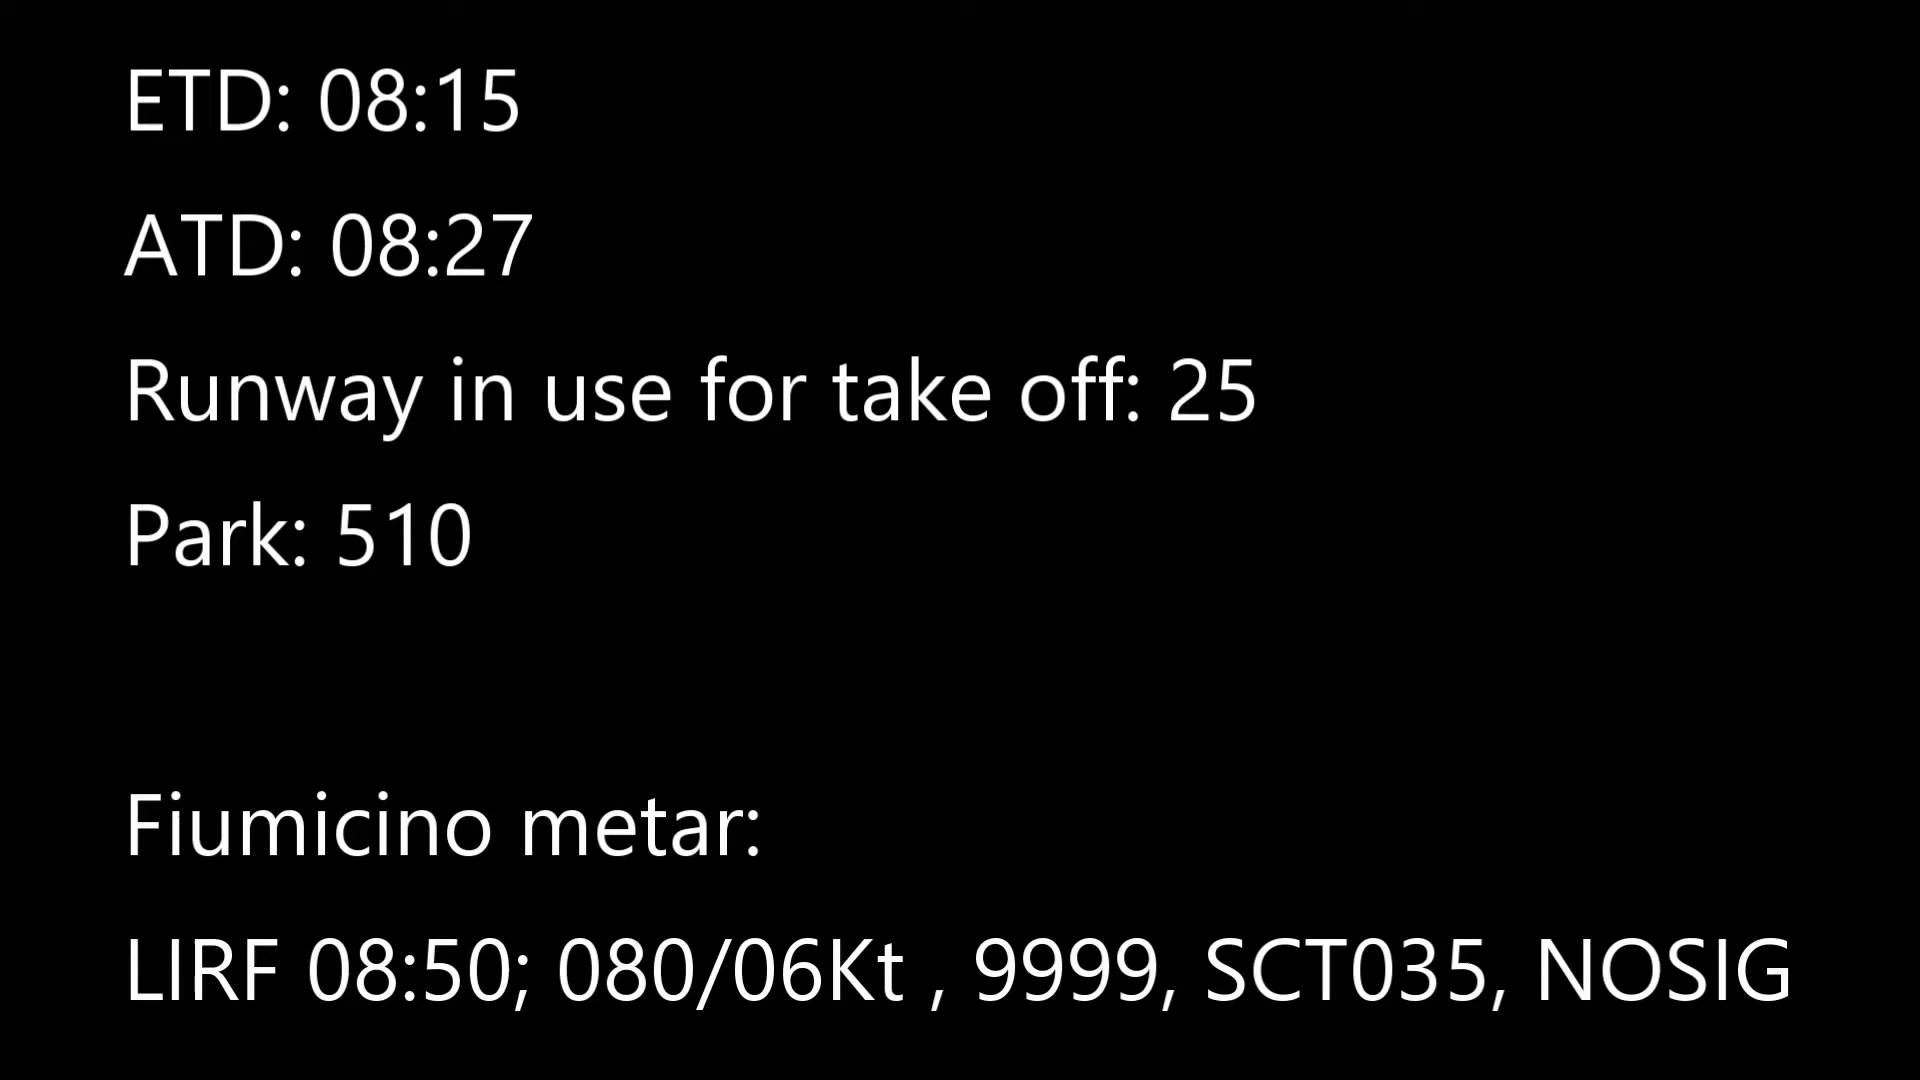 ETD: 08:15
ATD: 08:27
Runway in use for take off: 25
Park: 510
Fiumicino metar:
LIRF 08:50; 080/06Kt , 9999, SCT035, NOSIG